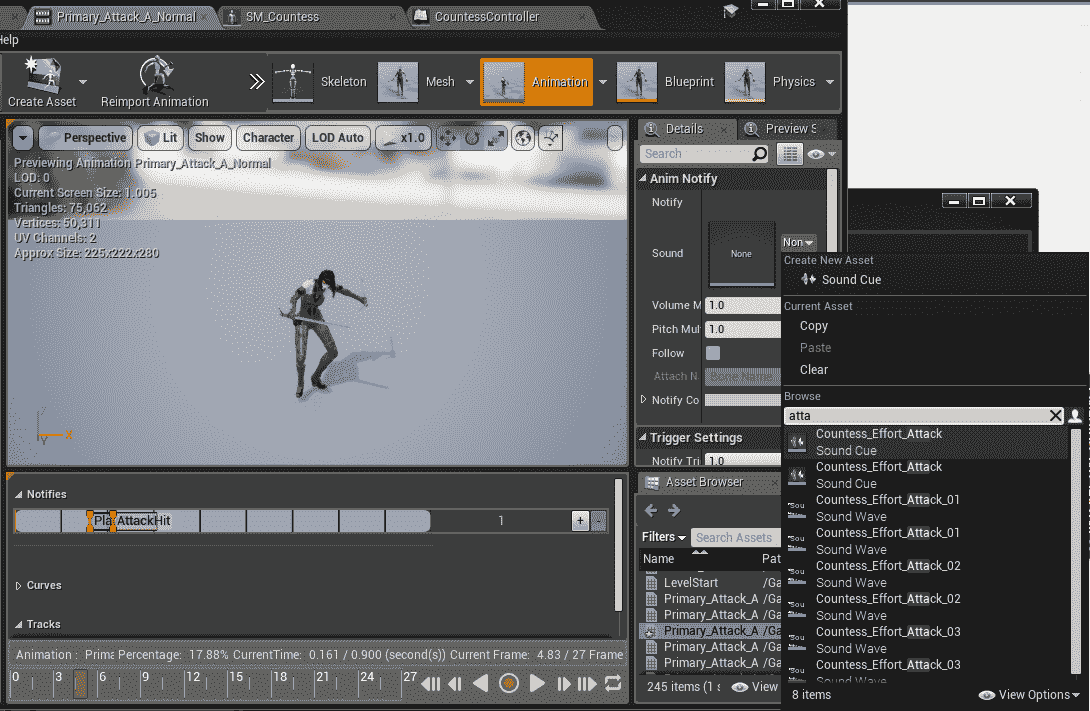 Primary_Attack_A_Normal
SM_Countess
CountessController
Help
Create Asset
Reimport Animation
Skeleton
Mesh
Animation
Blueprint
Physics
Perspective
Lit
Show
Character
LOD Auto
x1.0
Previewing Animation Primary_Attack_A_Normal
LOD: 0
Current Screen Size: 1.005
Triangles: 75,062
Vertices: 50,311
UV Channels: 2
Approx Size: 225x222x280
Details
Preview S
Search
Anim Notify
Notify
Sound
None
Non
Volume M
1.0
Pitch Mul
1.0
Follow
Attach N
Bone Name
Notify Co
Trigger Settings
Notify Tri
1.0
Create New Asset
Sound Cue
Current Asset
Copy
Paste
Clear
Browse
atta
Countess_Effort_Attack
Sound Cue
Countess_Effort_Attack
Sound Cue
Countess_Effort_Attack_01
Sound Wave
Countess_Effort_Attack_01
Sound Wave
Countess_Effort_Attack_02
Sound Wave
Countess_Effort_Attack_02
Sound Wave
Countess_Effort_Attack_03
Sound Wave
Countess_Effort_Attack_03
Sound Wave
8 items
View Options
Notifies
Pla AttackHit
1
Curves
Tracks
Animation : Prima Percentage: 17.88% CurrentTime: 0.161 / 0.900 (second(s)) Current Frame: 4.83 / 27 Frame
0 3 6 9 12 15 18 21 24 27
Asset Browser
Filters
Search Assets
Name
Pat
LevelStart /Ga
Primary_Attack_A /Ga
Primary_Attack_A /Ga
Primary_Attack_A /Ga
Primary_Attack_A /Ga
Primary_Attack_A /Ga
245 items (1 s
View